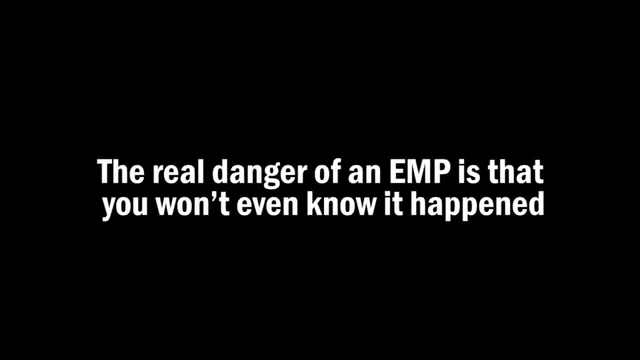 The real danger of an EMP is that
you won’t even know it happened